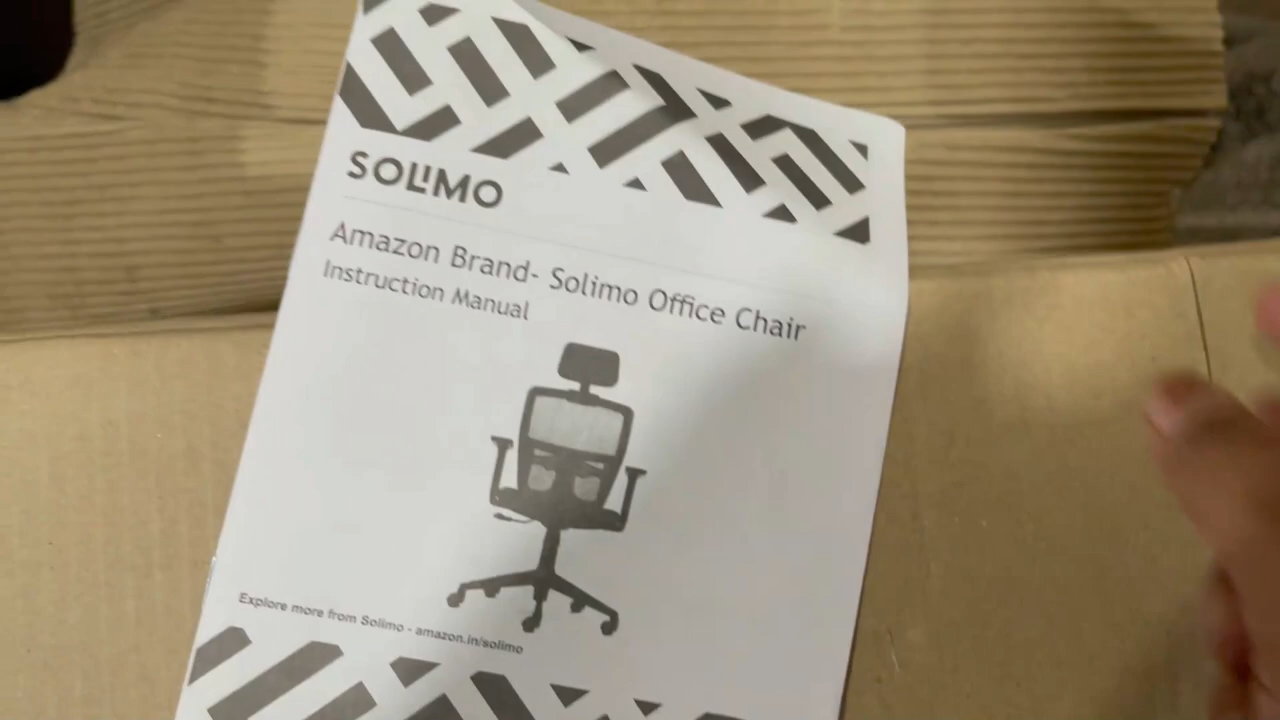 SOLIMO
Amazon Brand- Solimo Office Chair
Instruction Manual
Explore more from Solimo - amazon.in/solimo